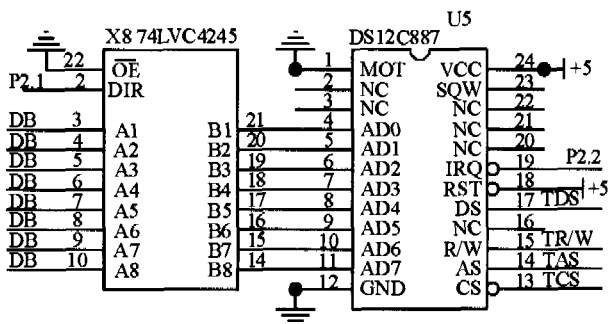 U5
X8 74LVC4245 DS12C887
22 OE 1 MOT VCC 24 +5
P2.1 2 DIR 2 NC SQW 23
3 NC NC 22
DB 3 A1 B1 21 4 AD0 NC 21
DB 4 A2 B2 20 5 AD1 NC 20
DB 5 A3 B3 19 6 AD2 IRQ 19 P2.2
DB 6 A4 B4 18 7 AD3 RST 18 +5
DB 7 A5 B5 17 8 AD4 DS 17 TDS
DB 8 A6 B6 16 9 AD5 NC 16
DB 9 A7 B7 15 10 AD6 R/W 15 TR/W
DB 10 A8 B8 14 11 AD7 AS 14 TAS
12 GND CS 13 TCS